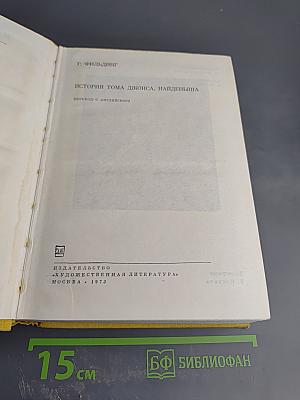 Г. ФИЛЬДИНГ
ИСТОРИЯ ТОМА ДЖОНСА, НАЙДЕНЫША
ПЕРЕВОД С АНГЛИЙСКОГО
ИЗДАТЕЛЬСТВО
«ХУДОЖЕСТВЕННАЯ ЛИТЕРАТУРА»
МОСКВА • 1973
15 см
БФ БИБЛИОФАН